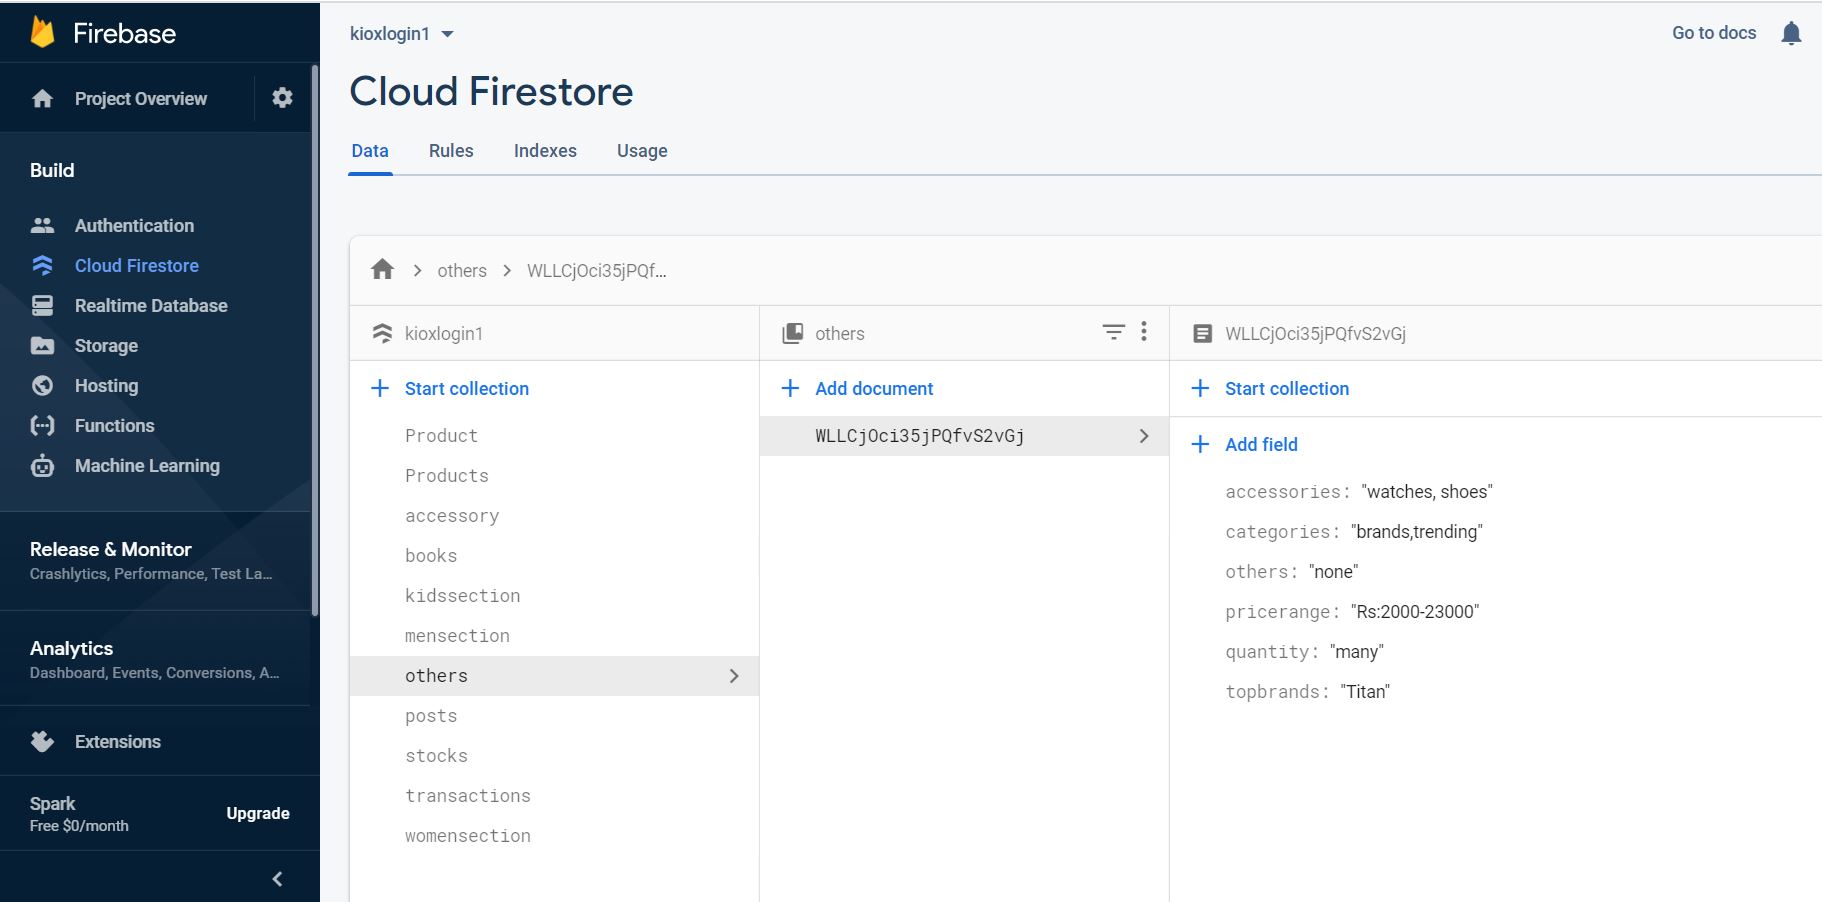 Firebase
Project Overview
Build
Authentication
Cloud Firestore
Realtime Database
Storage
Hosting
Functions
Machine Learning
Release & Monitor
Crashlytics, Performance, Test La...
Analytics
Dashboard, Events, Conversions, A...
Extensions
Spark
Free $0/month
Upgrade
kioxlogin1
Go to docs
Cloud Firestore
Data Rules Indexes Usage
others WLLCjOci35jPQf...
kioxlogin1
Start collection
Product
Products
accessory
books
kidssection
mensection
others
posts
stocks
transactions
womensection
others
Add document
WLLCjOci35jPQfvS2vGj
WLLCjOci35jPQfvS2vGj
Start collection
Add field
accessories: "watches, shoes"
categories: "brands,trending"
others: "none"
pricerange: "Rs:2000-23000"
quantity: "many"
topbrands: "Titan"